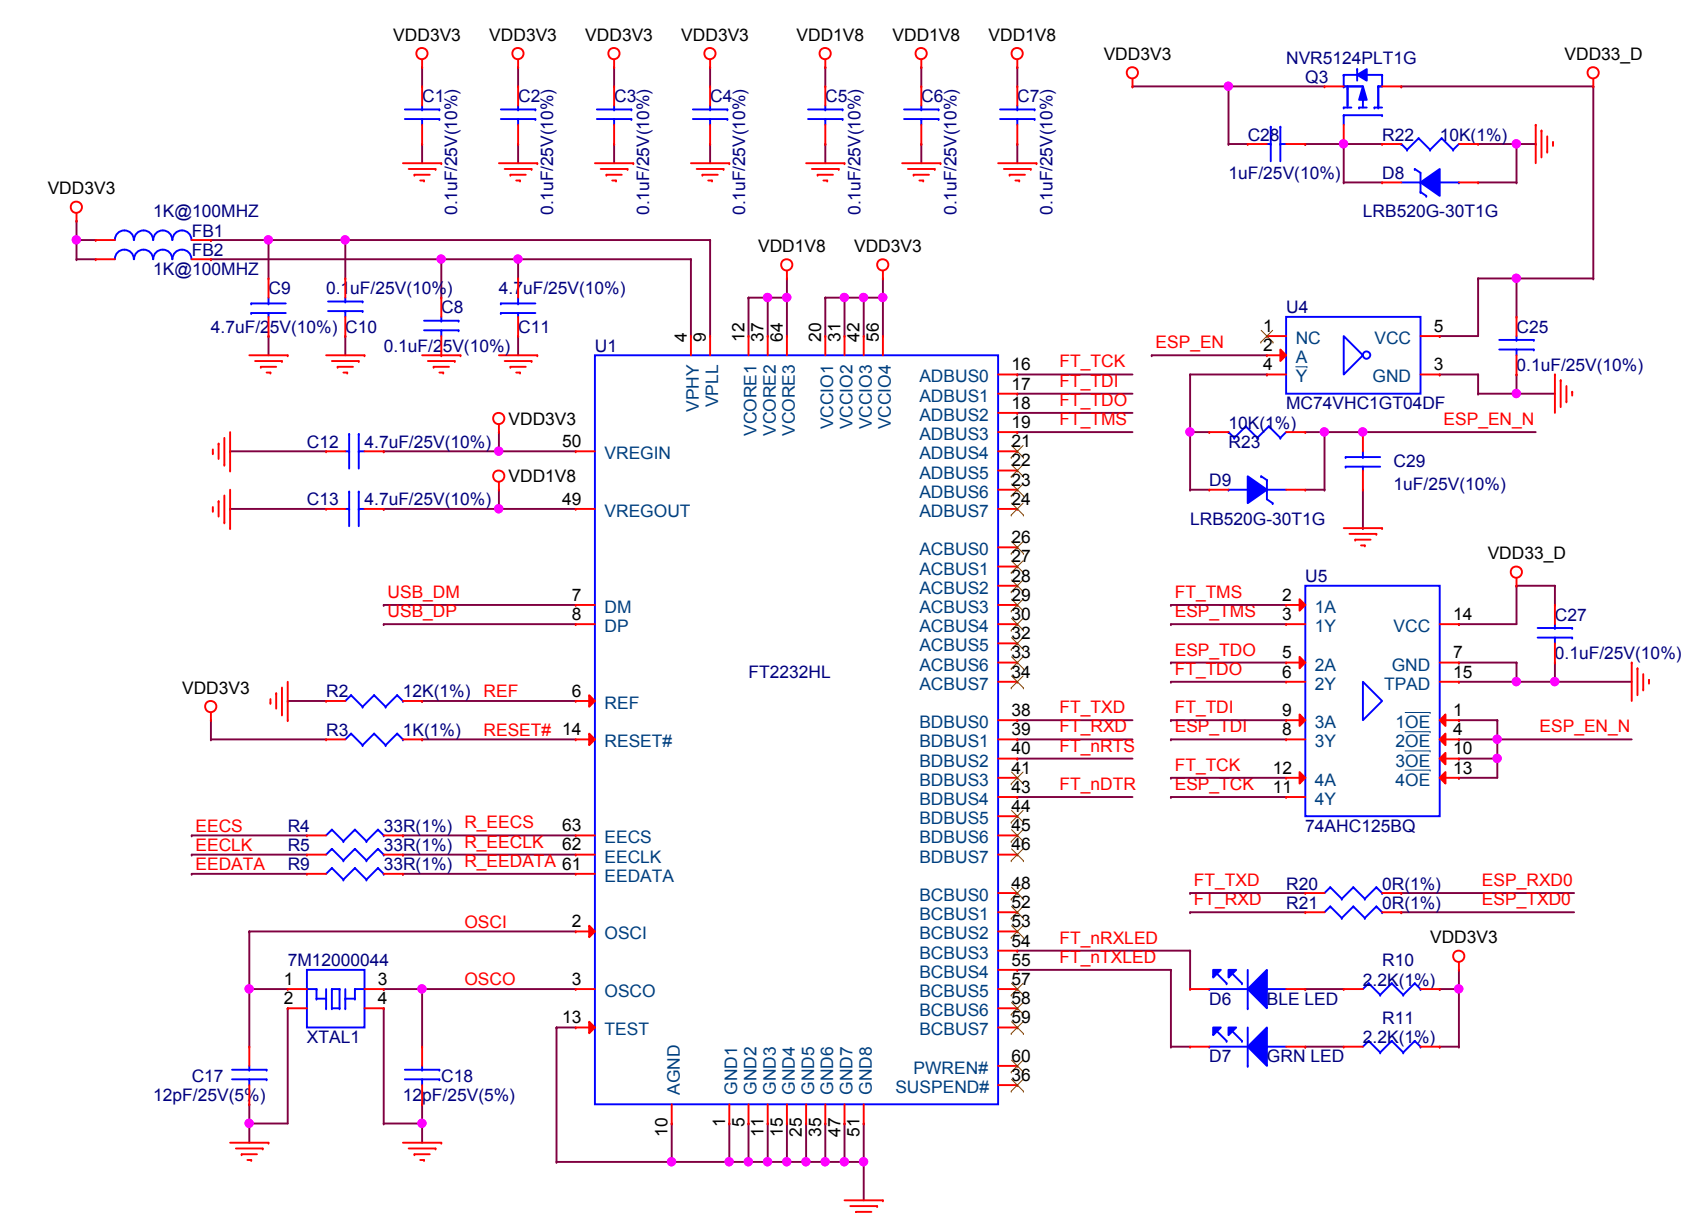 VDD3V3 VDD3V3 VDD3V3 VDD3V3 VDD1V8 VDD1V8 VDD1V8
C1 0.1uF/25V(10%)
C2 0.1uF/25V(10%)
C3 0.1uF/25V(10%)
C4 0.1uF/25V(10%)
C5 0.1uF/25V(10%)
C6 0.1uF/25V(10%)
C7 0.1uF/25V(10%)
VDD3V3 NVR5124PLT1G VDD33_D
Q3
C28 R22 10K(1%)
1uF/25V(10%) D8
LRB520G-30T1G
VDD3V3
1K@100MHZ
FB1
FB2
1K@100MHZ
C9 0.1uF/25V(10%) C8 4.7uF/25V(10%)
4.7uF/25V(10%) C10 0.1uF/25V(10%) C11
VDD1V8 VDD3V3
4 9 12 37 64 20 31 42 56
U1
VPHY VPLL VCORE1 VCORE2 VCORE3 VCCIO1 VCCIO2 VCCIO3 VCCIO4
VDD3V3
C12 4.7uF/25V(10%) 50 VREGIN
VDD1V8
C13 4.7uF/25V(10%) 49 VREGOUT
USB_DM 7 DM
USB_DP 8 DP
FT2232HL
VDD3V3
R2 12K(1%) REF 6 REF
R3 1K(1%) RESET# 14 RESET#
EECS R4 33R(1%) R_EECS 63 EECS
EECLK R5 33R(1%) R_EECLK 62 EECLK
EEDATA R9 33R(1%) R_EEDATA 61 EEDATA
OSCI 2 OSCI
7M12000044
1 3 OSCO 3 OSCO
2 4
XTAL1
13 TEST
C17 C18
12pF/25V(5%) 12pF/25V(5%)
AGND GND1 GND2 GND3 GND4 GND5 GND6 GND7 GND8
10 1 5 11 15 25 35 47 51
ADBUS0 16 FT_TCK
ADBUS1 17 FT_TDI
ADBUS2 18 FT_TDO
ADBUS3 19 FT_TMS
ADBUS4 21
ADBUS5 22
ADBUS6 23
ADBUS7 24
ACBUS0 26
ACBUS1 27
ACBUS2 28
ACBUS3 29
ACBUS4 30
ACBUS5 32
ACBUS6 33
ACBUS7 34
BDBUS0 38 FT_TXD
BDBUS1 39 FT_RXD
BDBUS2 40 FT_nRTS
BDBUS3 41
BDBUS4 43 FT_nDTR
BDBUS5 44
BDBUS6 45
BDBUS7 46
BCBUS0 48
BCBUS1 52
BCBUS2 53
BCBUS3 54 FT_nRXLED
BCBUS4 55 FT_nTXLED
BCBUS5 57
BCBUS6 58
BCBUS7 59
PWREN# 60
SUSPEND# 36
U4
1 NC VCC 5
ESP_EN 2 A
4 Y GND 3
MC74VHC1GT04DF
C25
0.1uF/25V(10%)
10K(1%) ESP_EN_N
R23
C29
D9 1uF/25V(10%)
LRB520G-30T1G
VDD33_D
U5
FT_TMS 2 1A
ESP_TMS 3 1Y VCC 14
C27
0.1uF/25V(10%)
ESP_TDO 5 2A GND 7
FT_TDO 6 2Y TPAD 15
FT_TDI 9 3A 1OE 1
ESP_TDI 8 3Y 2OE 4 ESP_EN_N
3OE 10
FT_TCK 12 4A 4OE 13
ESP_TCK 11 4Y
74AHC125BQ
FT_TXD R20 0R(1%) ESP_RXD0
FT_RXD R21 0R(1%) ESP_TXD0
VDD3V3
R10
D6 BLE LED 2.2K(1%)
R11
D7 GRN LED 2.2K(1%)